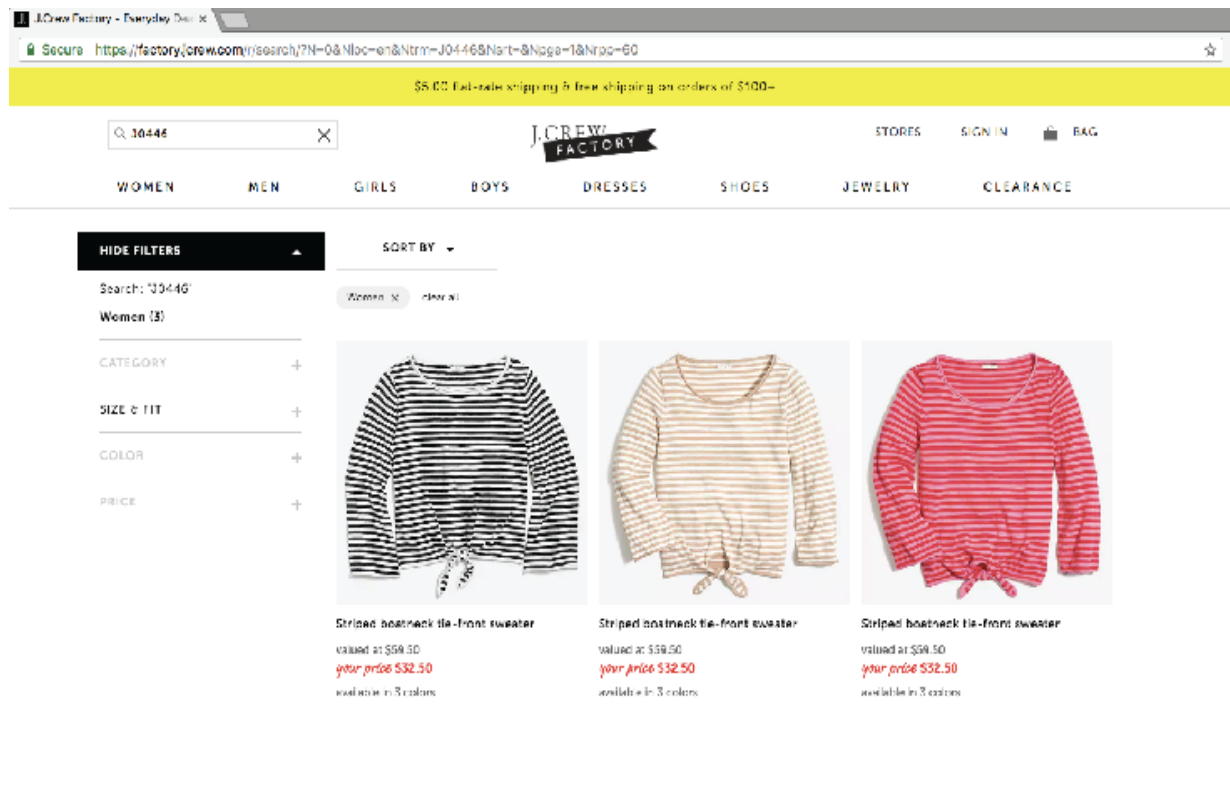 J.Crew Factory - Everyday Dea
Secure https://factory.jcrew.com/r/search/?N=0&Nloc=en&Ntrm=J0446&Nsrt=&Npge=1&Nrpp=60
$5.00 flat-rate shipping & free shipping on orders of $100+
J0446
J.CREW
FACTORY
STORES SIGN IN BAG
WOMEN MEN GIRLS BOYS DRESSES SHOES JEWELRY CLEARANCE
HIDE FILTERS
SORT BY
Search: "J0446"
Women (3)
Women X clear all
CATEGORY +
SIZE & FIT +
COLOR +
PRICE +
Striped boatneck tie-front sweater
valued at $59.50
your price $32.50
available in 3 colors
Striped boatneck tie-front sweater
valued at $59.50
your price $32.50
available in 3 colors
Striped boatneck tie-front sweater
valued at $59.50
your price $32.50
available in 3 colors